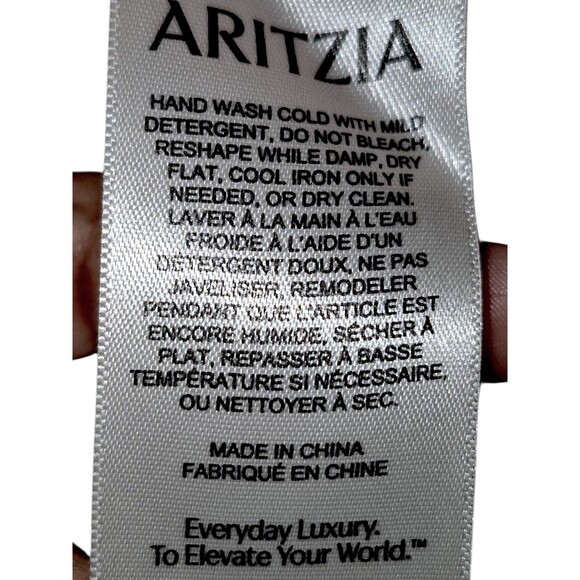 ARITZIA
HAND WASH COLD WITH MILD
DETERGENT, DO NOT BLEACH,
RESHAPE WHILE DAMP, DRY
FLAT, COOL IRON ONLY IF
NEEDED, OR DRY CLEAN.
LAVER À LA MAIN À L'EAU
FROIDE À L'AIDE D'UN
DÉTERGENT DOUX, NE PAS
JAVELISER, REMODELER
PENDANT QUE L'ARTICLE EST
ENCORE HUMIDE, SÉCHER À
PLAT, REPASSER À BASSE
TEMPÉRATURE SI NÉCESSAIRE,
OU NETTOYER À SEC.
MADE IN CHINA
FABRIQUÉ EN CHINE
Everyday Luxury.
To Elevate Your World.™